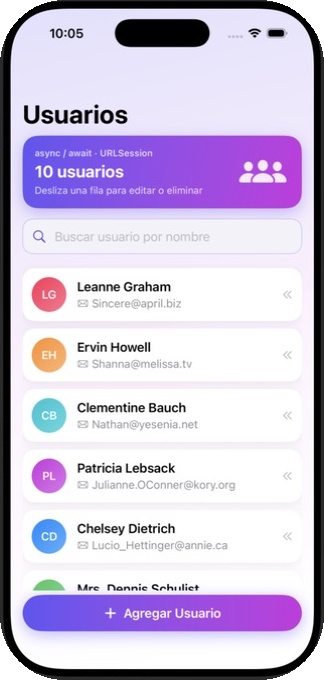 10:05
Usuarios
async / await · URLSession
10 usuarios
Desliza una fila para editar o eliminar
Buscar usuario por nombre
LG
Leanne Graham
Sincere@april.biz
EH
Ervin Howell
Shanna@melissa.tv
CB
Clementine Bauch
Nathan@yesenia.net
PL
Patricia Lebsack
Julianne.OConner@kory.org
CD
Chelsey Dietrich
Lucio_Hettinger@annie.ca
Mrs. Dennis Schulist
Agregar Usuario